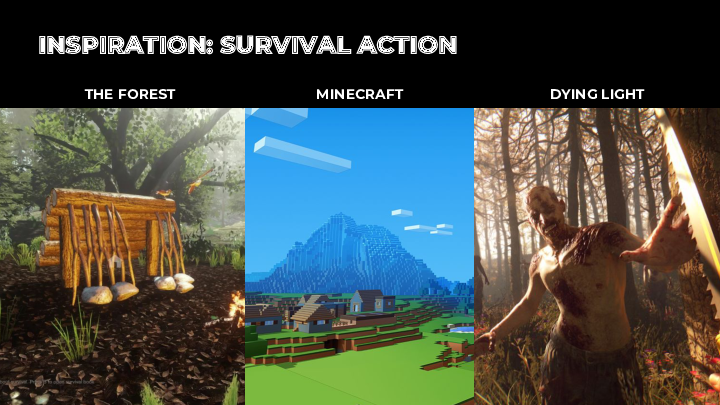 INSPIRATION: SURVIVAL ACTION
THE FOREST
MINECRAFT
DYING LIGHT